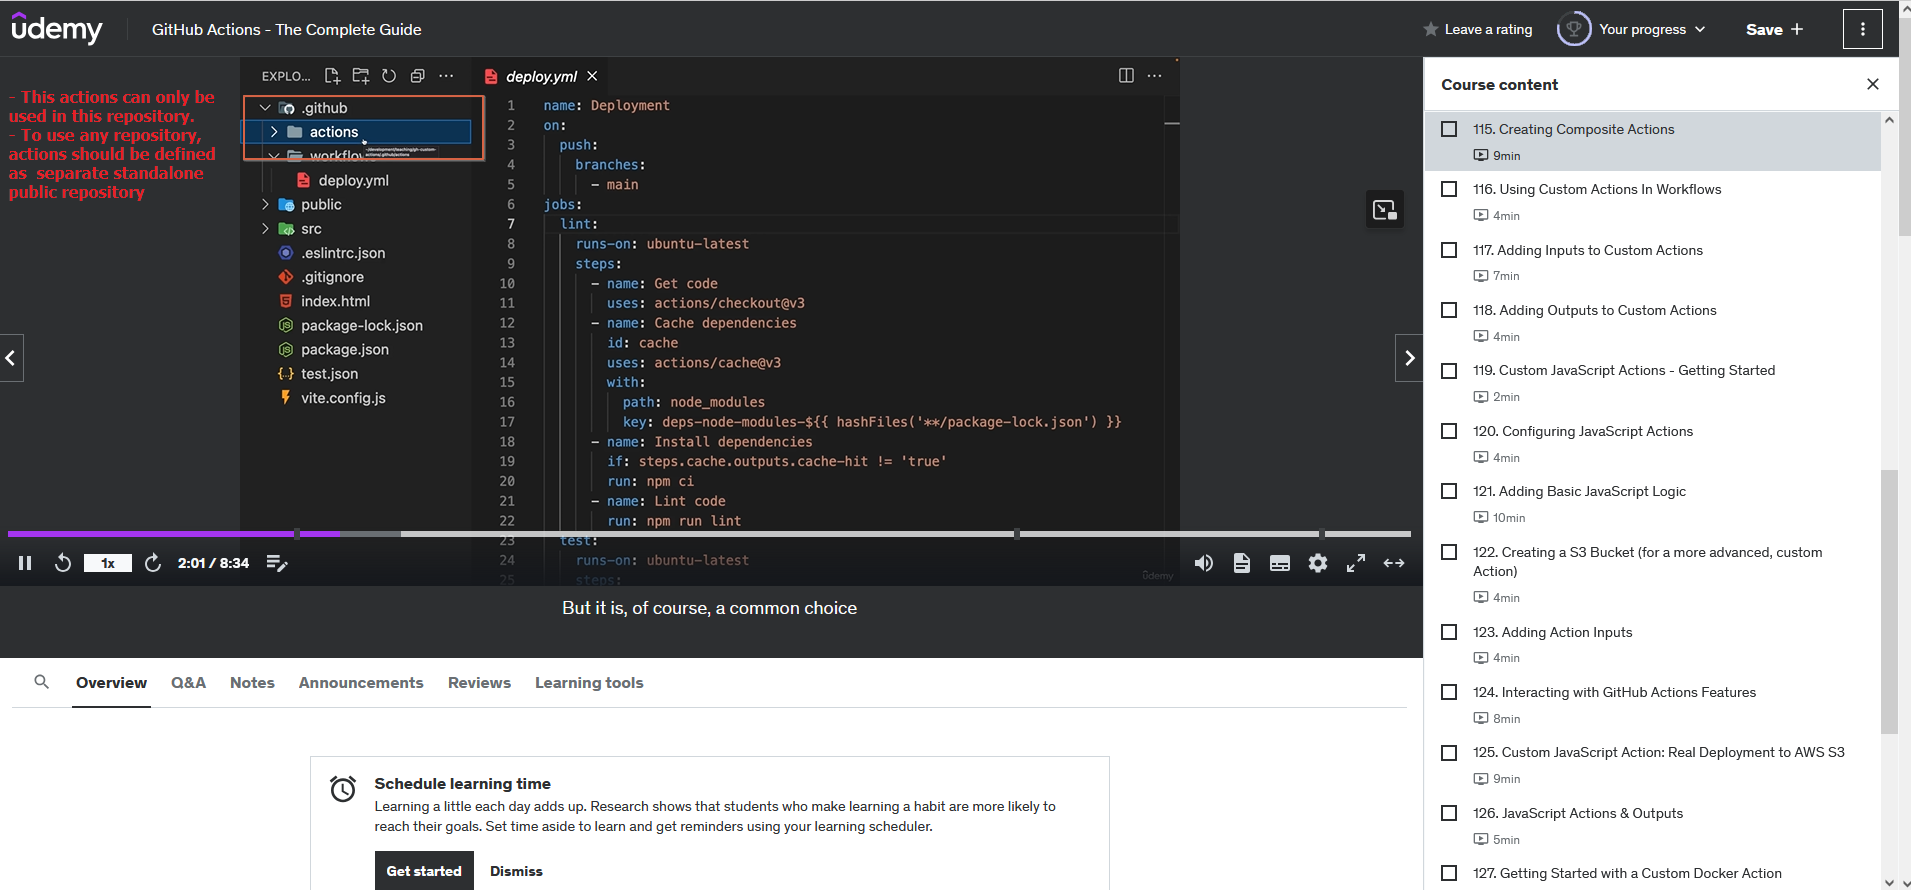 ûdemy
GitHub Actions - The Complete Guide
Leave a rating
Your progress
Save +
- This actions can only be
used in this repository.
- To use any repository,
actions should be defined
as separate standalone
public repository
EXPLO...
.github
actions
workflow
deploy.yml
public
src
.eslintrc.json
.gitignore
index.html
package-lock.json
package.json
test.json
vite.config.js
deploy.yml
1 name: Deployment
2 on:
3 push:
4 branches:
5 - main
6 jobs:
7 lint:
8 runs-on: ubuntu-latest
9 steps:
10 - name: Get code
11 uses: actions/checkout@v3
12 - name: Cache dependencies
13 id: cache
14 uses: actions/cache@v3
15 with:
16 path: node_modules
17 key: deps-node-modules-${{ hashFiles('**/package-lock.json') }}
18 - name: Install dependencies
19 if: steps.cache.outputs.cache-hit != 'true'
20 run: npm ci
21 - name: Lint code
22 run: npm run lint
23 test:
24 runs-on: ubuntu-latest
25 steps:
ûdemy
1x
2:01 / 8:34
But it is, of course, a common choice
Overview Q&A Notes Announcements Reviews Learning tools
Schedule learning time
Learning a little each day adds up. Research shows that students who make learning a habit are more likely to
reach their goals. Set time aside to learn and get reminders using your learning scheduler.
Get started Dismiss
Course content
115. Creating Composite Actions
9min
116. Using Custom Actions In Workflows
4min
117. Adding Inputs to Custom Actions
7min
118. Adding Outputs to Custom Actions
4min
119. Custom JavaScript Actions - Getting Started
2min
120. Configuring JavaScript Actions
4min
121. Adding Basic JavaScript Logic
10min
122. Creating a S3 Bucket (for a more advanced, custom
Action)
4min
123. Adding Action Inputs
4min
124. Interacting with GitHub Actions Features
8min
125. Custom JavaScript Action: Real Deployment to AWS S3
9min
126. JavaScript Actions & Outputs
5min
127. Getting Started with a Custom Docker Action